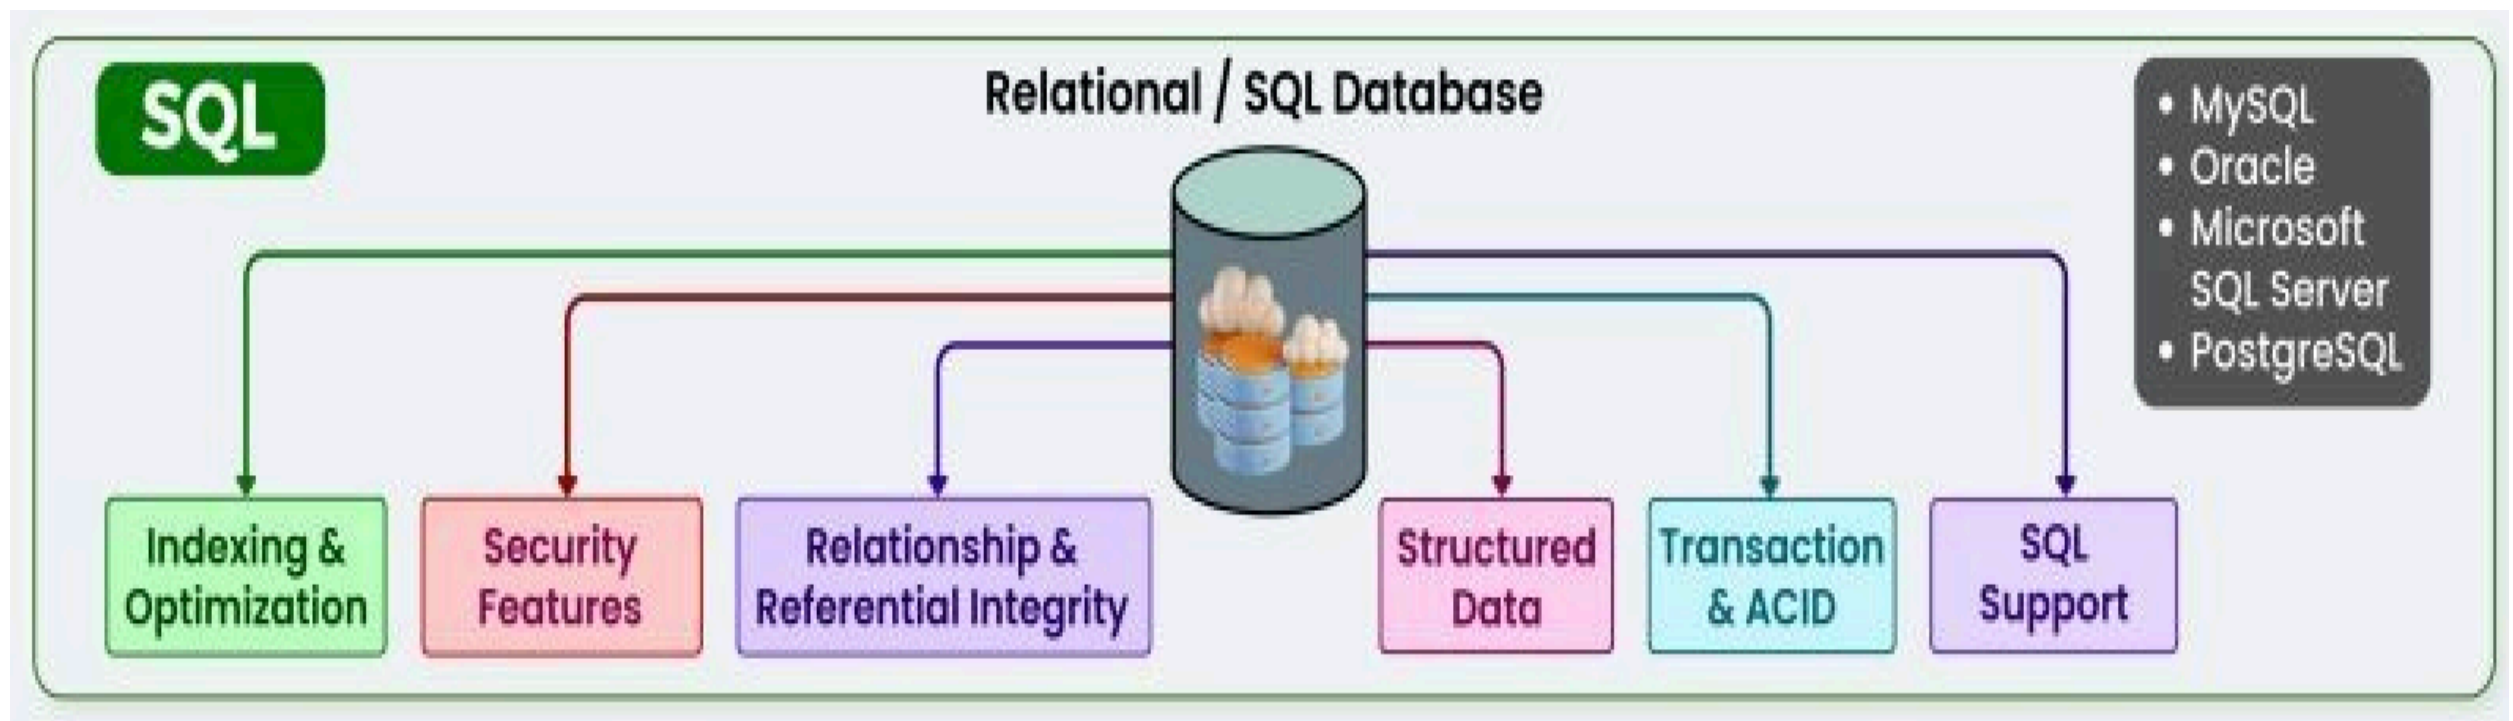 SQL
Relational / SQL Database
• MySQL
• Oracle
• Microsoft
SQL Server
• PostgreSQL
Indexing &
Optimization
Security
Features
Relationship &
Referential Integrity
Structured
Data
Transaction
& ACID
SQL
Support